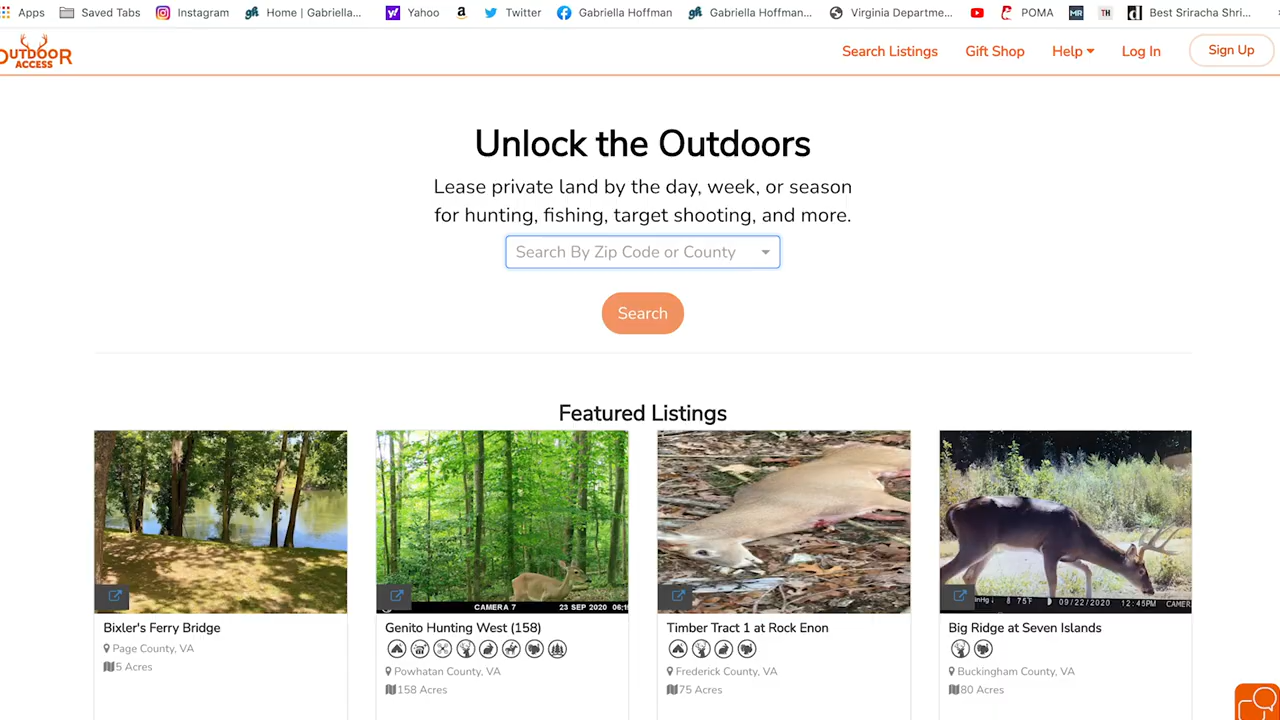 Apps Saved Tabs Instagram Home | Gabriella... Yahoo Twitter Gabriella Hoffman Gabriella Hoffman... Virginia Departme... POMA MR TH Best Sriracha Shri...
OUTDOOR
ACCESS
Search Listings Gift Shop Help Log In Sign Up
Unlock the Outdoors
Lease private land by the day, week, or season
for hunting, fishing, target shooting, and more.
Search By Zip Code or County
Search
Featured Listings
CAMERA 7 23 SEP 2020
75°F 09/22/2020 12:45PM
Bixler's Ferry Bridge
Page County, VA
5 Acres
Genito Hunting West (158)
Powhatan County, VA
158 Acres
Timber Tract 1 at Rock Enon
Frederick County, VA
75 Acres
Big Ridge at Seven Islands
Buckingham County, VA
80 Acres